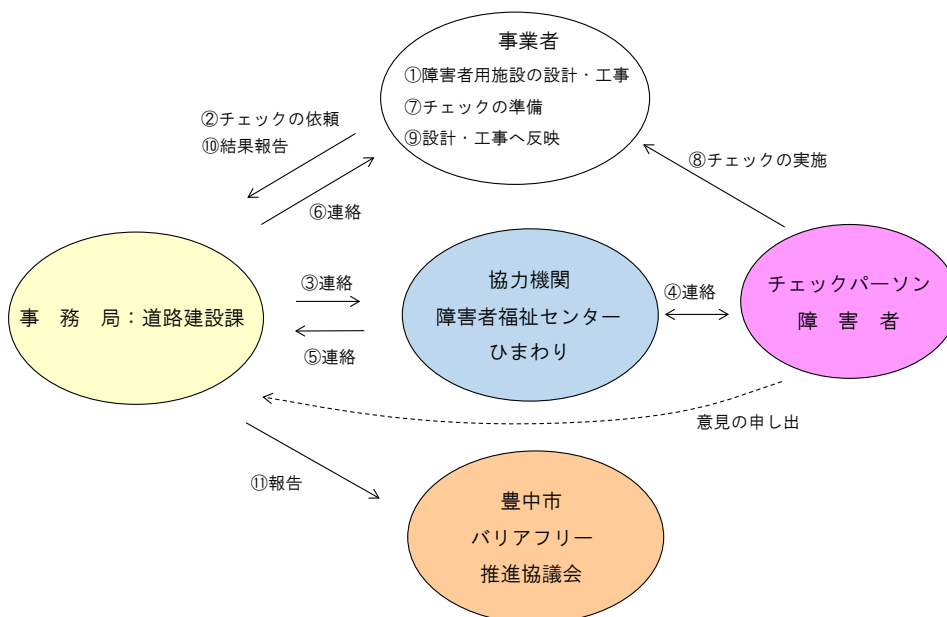 事業者
①障害者用施設の設計・工事
⑦チェックの準備
⑨設計・工事へ反映
②チェックの依頼
⑩結果報告
⑧チェックの実施
⑥連絡
事　務　局：道路建設課
③連絡
⑤連絡
協力機関
障害者福祉センター
ひまわり
④連絡
チェックパーソン
障　害　者
意見の申し出
⑪報告
豊中市
バリアフリー
推進協議会